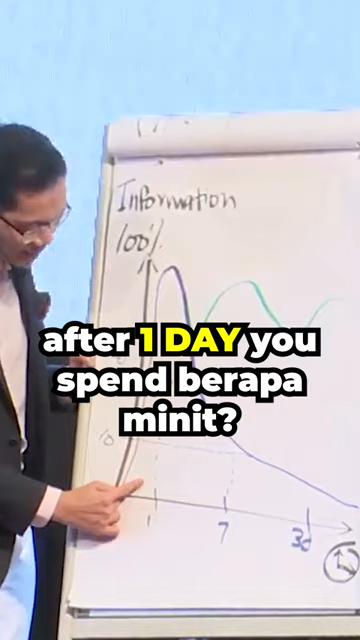 Information
100%
after 1 DAY you
spend berapa
minit?
10
1
7
30